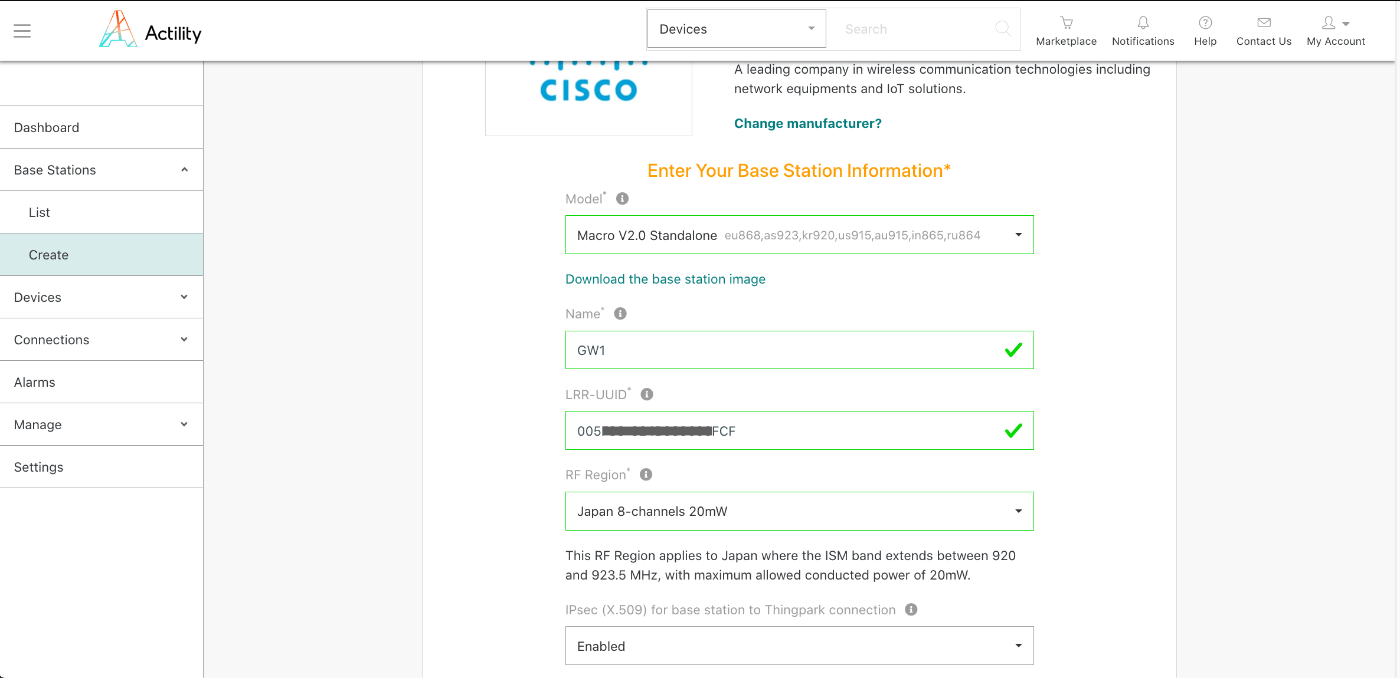 Actility
Devices
Search
Marketplace
Notifications
Help
Contact Us
My Account
Dashboard
Base Stations
List
Create
Devices
Connections
Alarms
Manage
Settings
CISCO
A leading company in wireless communication technologies including
network equipments and IoT solutions.
Change manufacturer?
Enter Your Base Station Information*
Model*
Macro V2.0 Standalone eu868,as923,kr920,us915,au915,in865,ru864
Download the base station image
Name*
GW1
LRR-UUID*
005 FCF
RF Region*
Japan 8-channels 20mW
This RF Region applies to Japan where the ISM band extends between 920
and 923.5 MHz, with maximum allowed conducted power of 20mW.
IPsec (X.509) for base station to Thingpark connection
Enabled